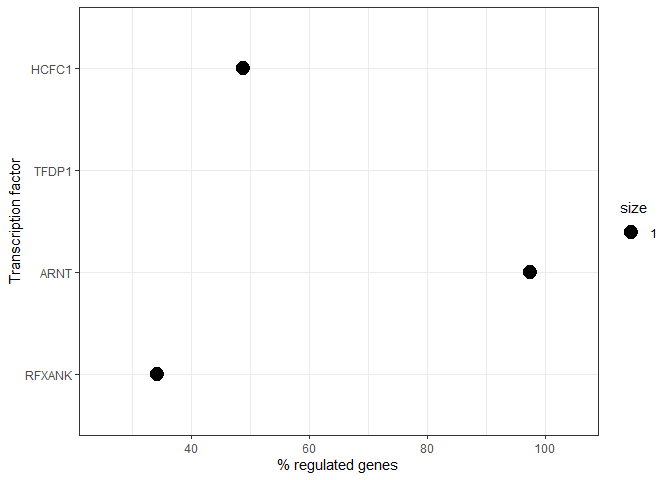 HCFC1
TFDP1
ARNT
RFXANK
Transcription factor
40 60 80 100
% regulated genes
size
1